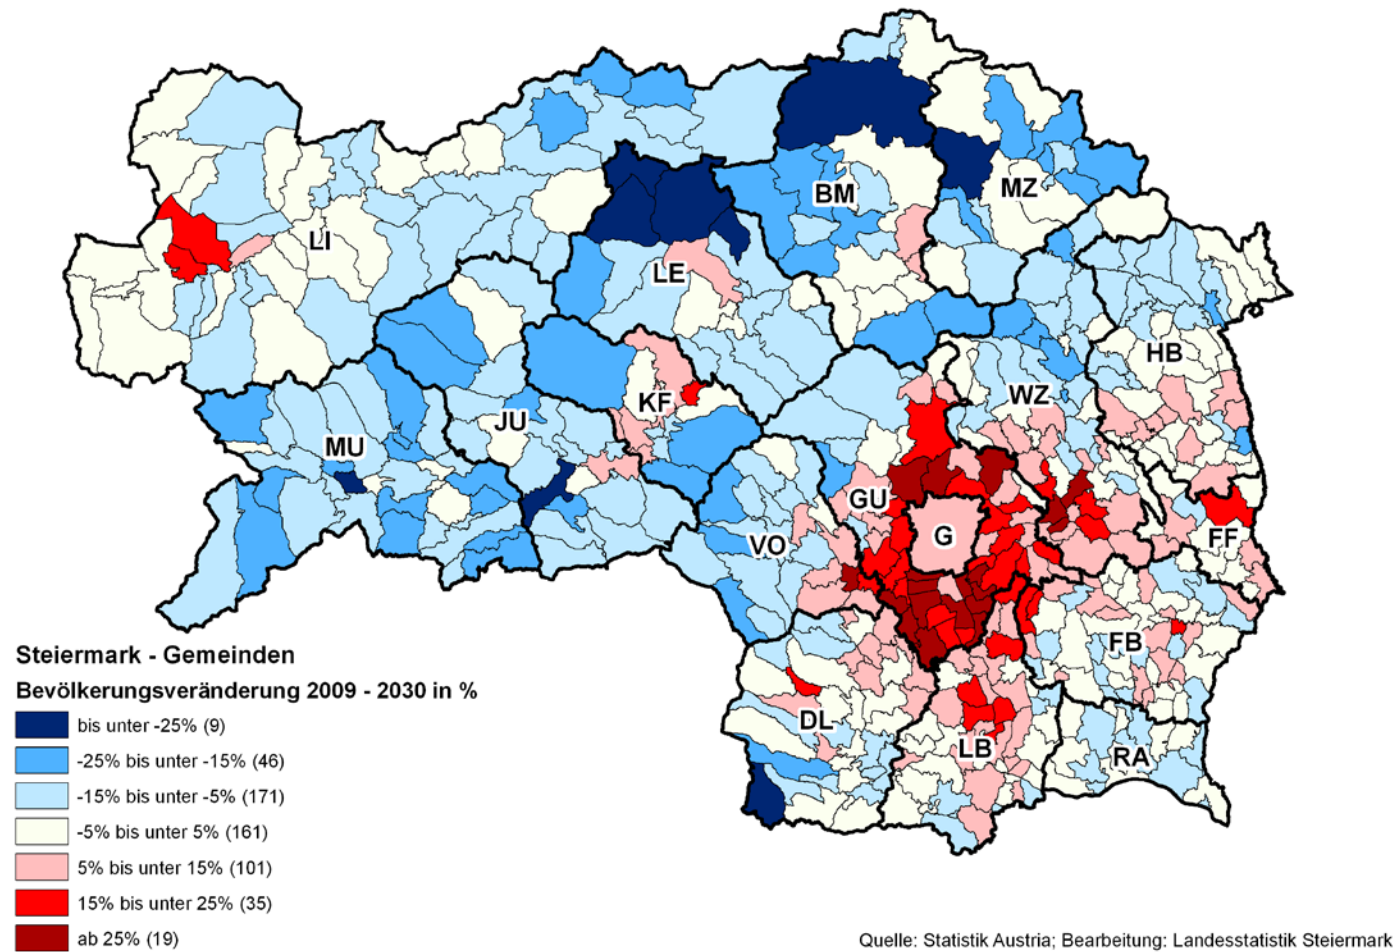 BM
MZ
LI
LE
HB
WZ
KF
JU
MU
GU
G
VO
FF
FB
DL
LB
RA
Steiermark - Gemeinden
Bevölkerungsveränderung 2009 - 2030 in %
bis unter -25% (9)
-25% bis unter -15% (46)
-15% bis unter -5% (171)
-5% bis unter 5% (161)
5% bis unter 15% (101)
15% bis unter 25% (35)
ab 25% (19)
Quelle: Statistik Austria; Bearbeitung: Landesstatistik Steiermark